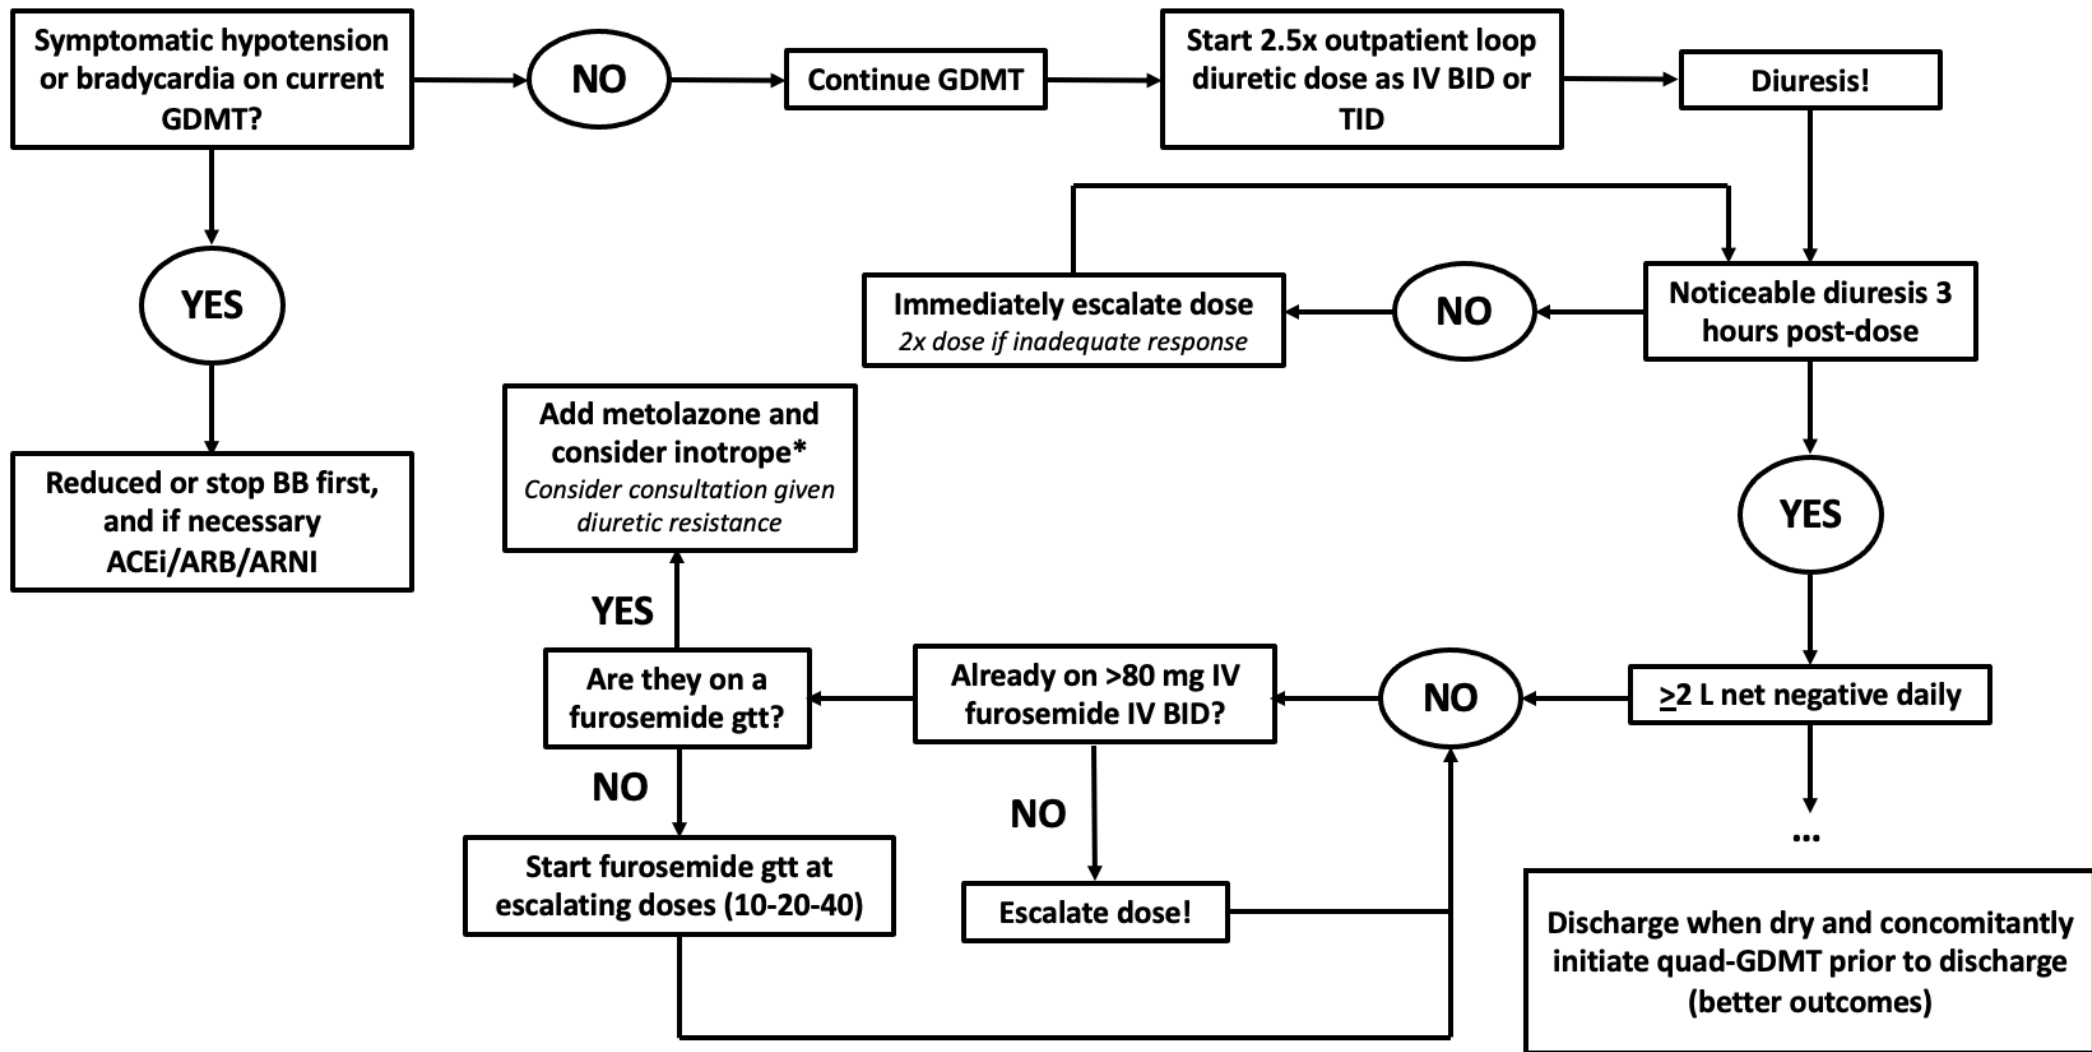 Symptomatic hypotension
or bradycardia on current
GDMT?
NO
Continue GDMT
Start 2.5x outpatient loop
diuretic dose as IV BID or
TID
Diuresis!
YES
Immediately escalate dose
2x dose if inadequate response
NO
Noticeable diuresis 3
hours post-dose
Reduced or stop BB first,
and if necessary
ACEi/ARB/ARNI
Add metolazone and
consider inotrope*
Consider consultation given
diuretic resistance
YES
YES
Are they on a
furosemide gtt?
Already on >80 mg IV
furosemide IV BID?
NO
≥2 L net negative daily
NO
NO
...
Start furosemide gtt at
escalating doses (10-20-40)
Escalate dose!
Discharge when dry and concomitantly
initiate quad-GDMT prior to discharge
(better outcomes)